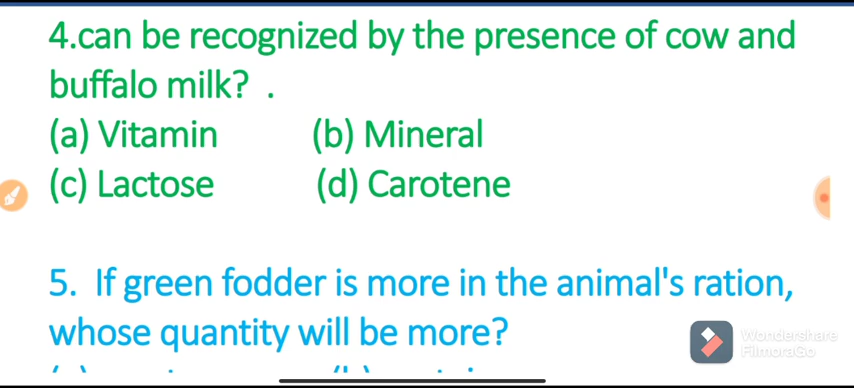 4.can be recognized by the presence of cow and
buffalo milk? .
(a) Vitamin (b) Mineral
(c) Lactose (d) Carotene
5. If green fodder is more in the animal's ration,
whose quantity will be more?
Wondershare
FilmoraGo